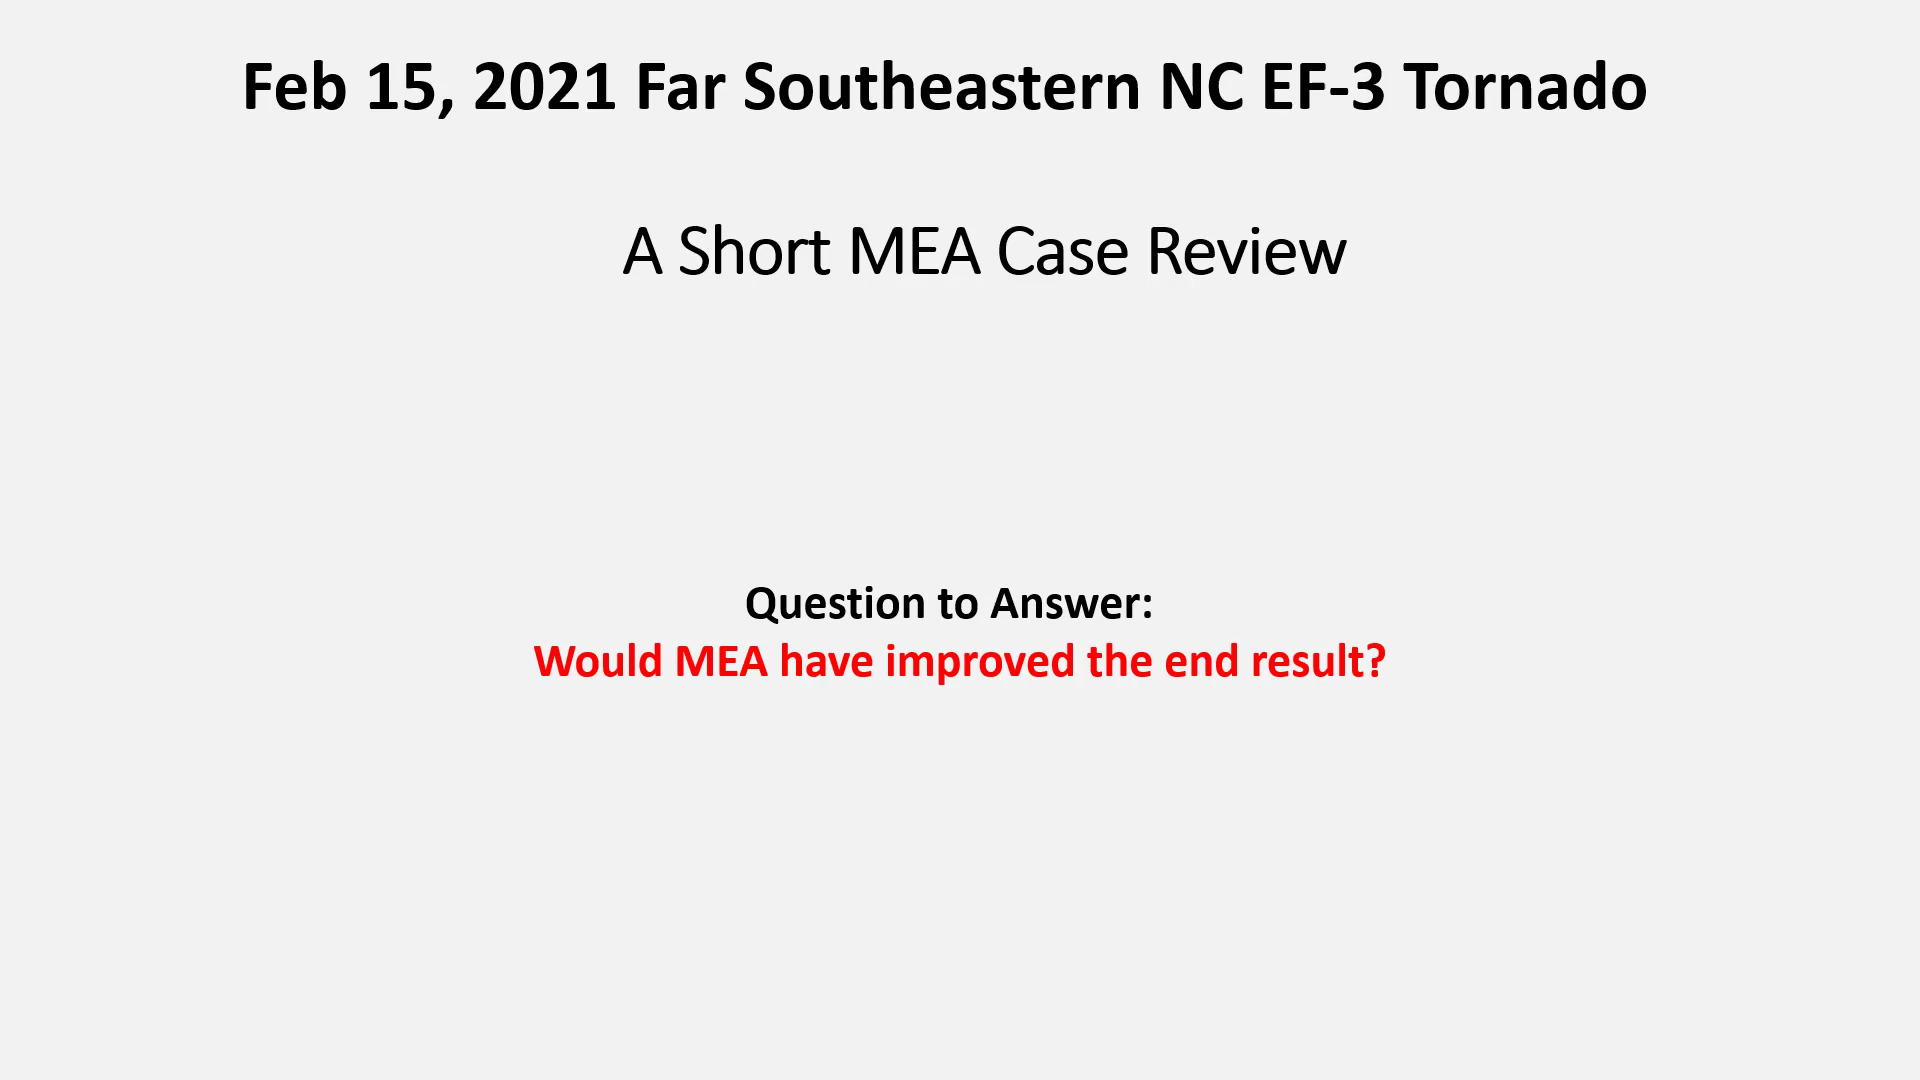 Feb 15, 2021 Far Southeastern NC EF-3 Tornado
A Short MEA Case Review
Question to Answer:
Would MEA have improved the end result?